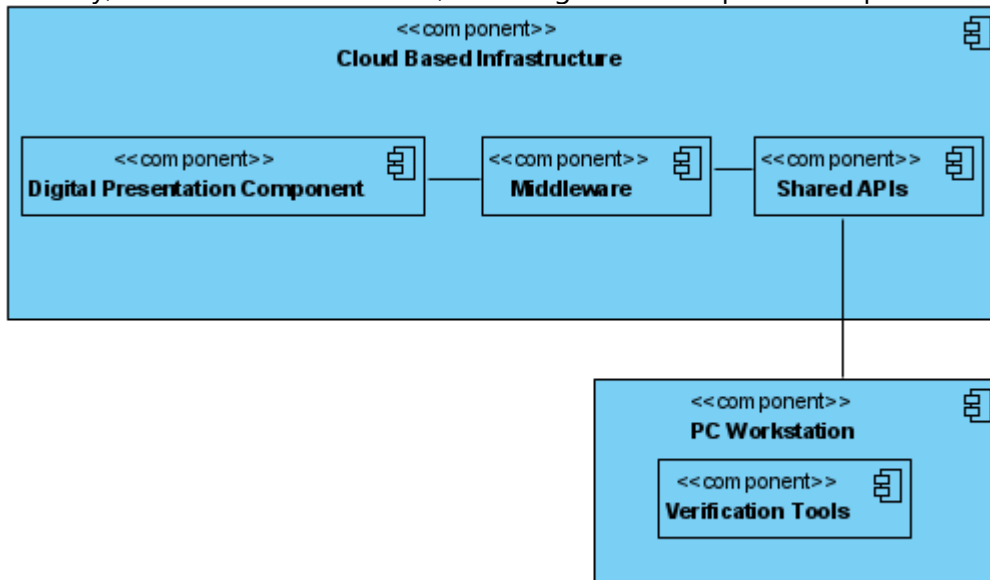 <<component>>
Cloud Based Infrastructure
<<component>>
Digital Presentation Component
<<component>>
Middleware
<<component>>
Shared APIs
<<component>>
PC Workstation
<<component>>
Verification Tools